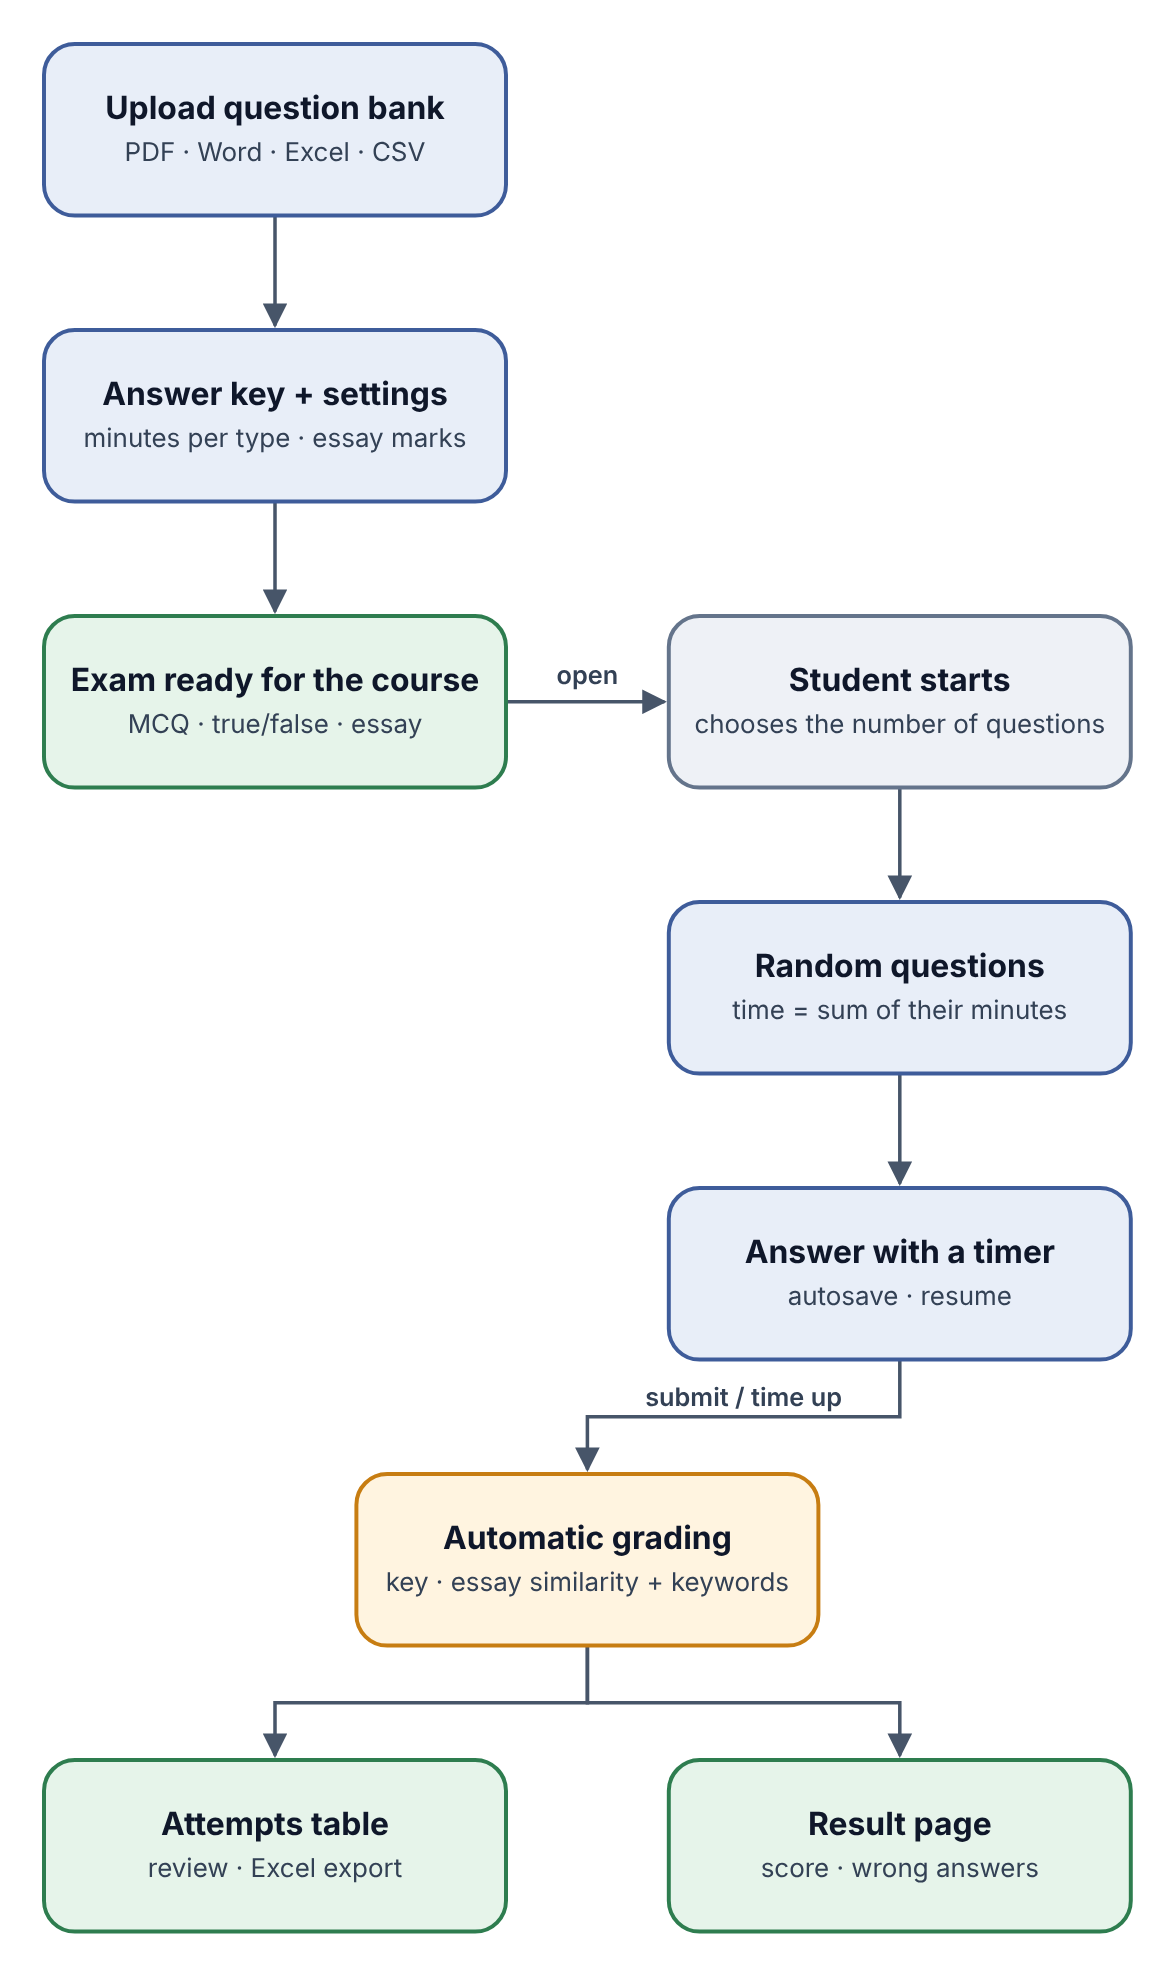 Upload question bank
PDF · Word · Excel · CSV
Answer key + settings
minutes per type · essay marks
Exam ready for the course
MCQ · true/false · essay
open
Student starts
chooses the number of questions
Random questions
time = sum of their minutes
Answer with a timer
autosave · resume
submit / time up
Automatic grading
key · essay similarity + keywords
Attempts table
review · Excel export
Result page
score · wrong answers